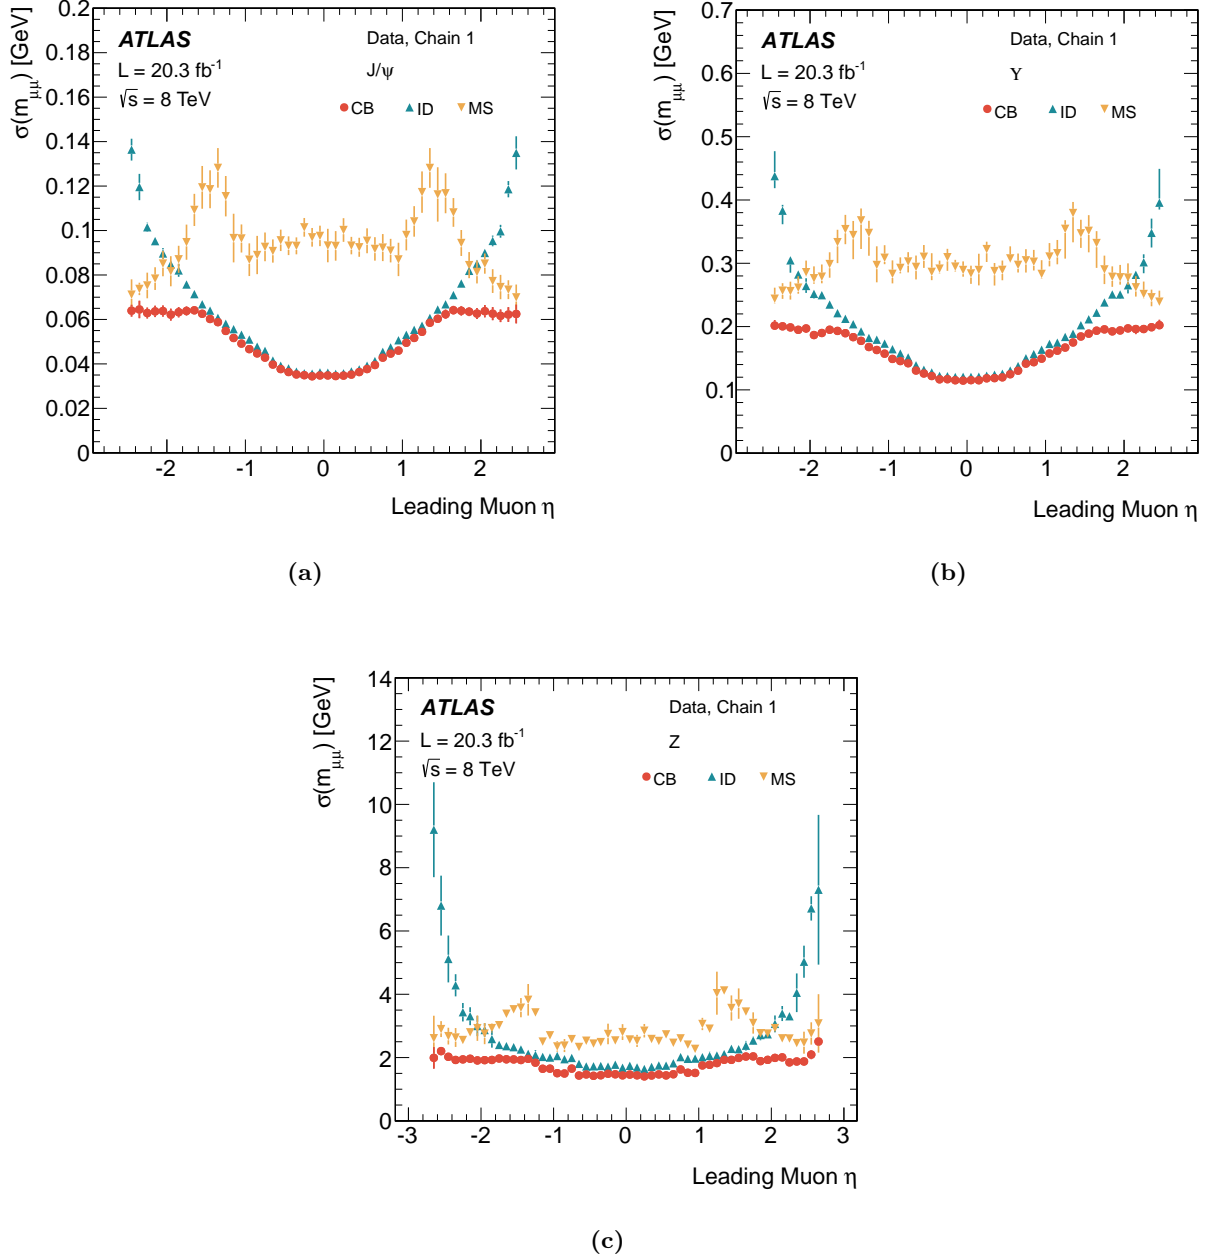 σ(m_μμ) [GeV]
0.2
0.18
0.16
0.14
0.12
0.1
0.08
0.06
0.04
0.02
0
ATLAS
L = 20.3 fb⁻¹
√s = 8 TeV
Data, Chain 1
J/ψ
CB ID MS
-2 -1 0 1 2
Leading Muon η
(a)
σ(m_μμ) [GeV]
0.7
0.6
0.5
0.4
0.3
0.2
0.1
0
ATLAS
L = 20.3 fb⁻¹
√s = 8 TeV
Data, Chain 1
Υ
CB ID MS
-2 -1 0 1 2
Leading Muon η
(b)
σ(m_μμ) [GeV]
14
12
10
8
6
4
2
0
ATLAS
L = 20.3 fb⁻¹
√s = 8 TeV
Data, Chain 1
Z
CB ID MS
-3 -2 -1 0 1 2 3
Leading Muon η
(c)